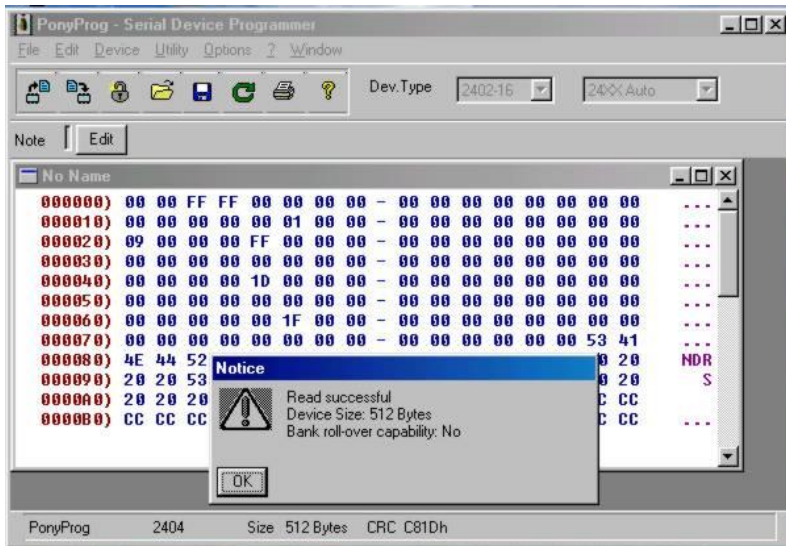 PonyProg - Serial Device Programmer
File Edit Device Utility Options ? Window
Dev.Type 2402-16 24XX Auto
Note Edit
No Name
000000) 00 00 FF FF 00 00 00 00 - 00 00 00 00 00 00 00 00 ...
000010) 00 00 00 00 00 01 00 00 - 00 00 00 00 00 00 00 00 ...
000020) 09 00 00 00 FF 00 00 00 - 00 00 00 00 00 00 00 00 ...
000030) 00 00 00 00 00 00 00 00 - 00 00 00 00 00 00 00 00 ...
000040) 00 00 00 00 1D 00 00 00 - 00 00 00 00 00 00 00 00 ...
000050) 00 00 00 00 00 00 00 00 - 00 00 00 00 00 00 00 00 ...
000060) 00 00 00 00 00 1F 00 00 - 00 00 00 00 00 00 00 00 ...
000070) 00 00 00 00 00 00 00 00 - 00 00 00 00 00 00 53 41 ...
000080) 4E 44 52 20 NDR
000090) 20 20 53 20 S
0000A0) 20 20 20 CC
0000B0) CC CC CC CC ...
Notice
Read successful
Device Size: 512 Bytes
Bank roll-over capability: No
OK
PonyProg 2404 Size 512 Bytes CRC C81Dh